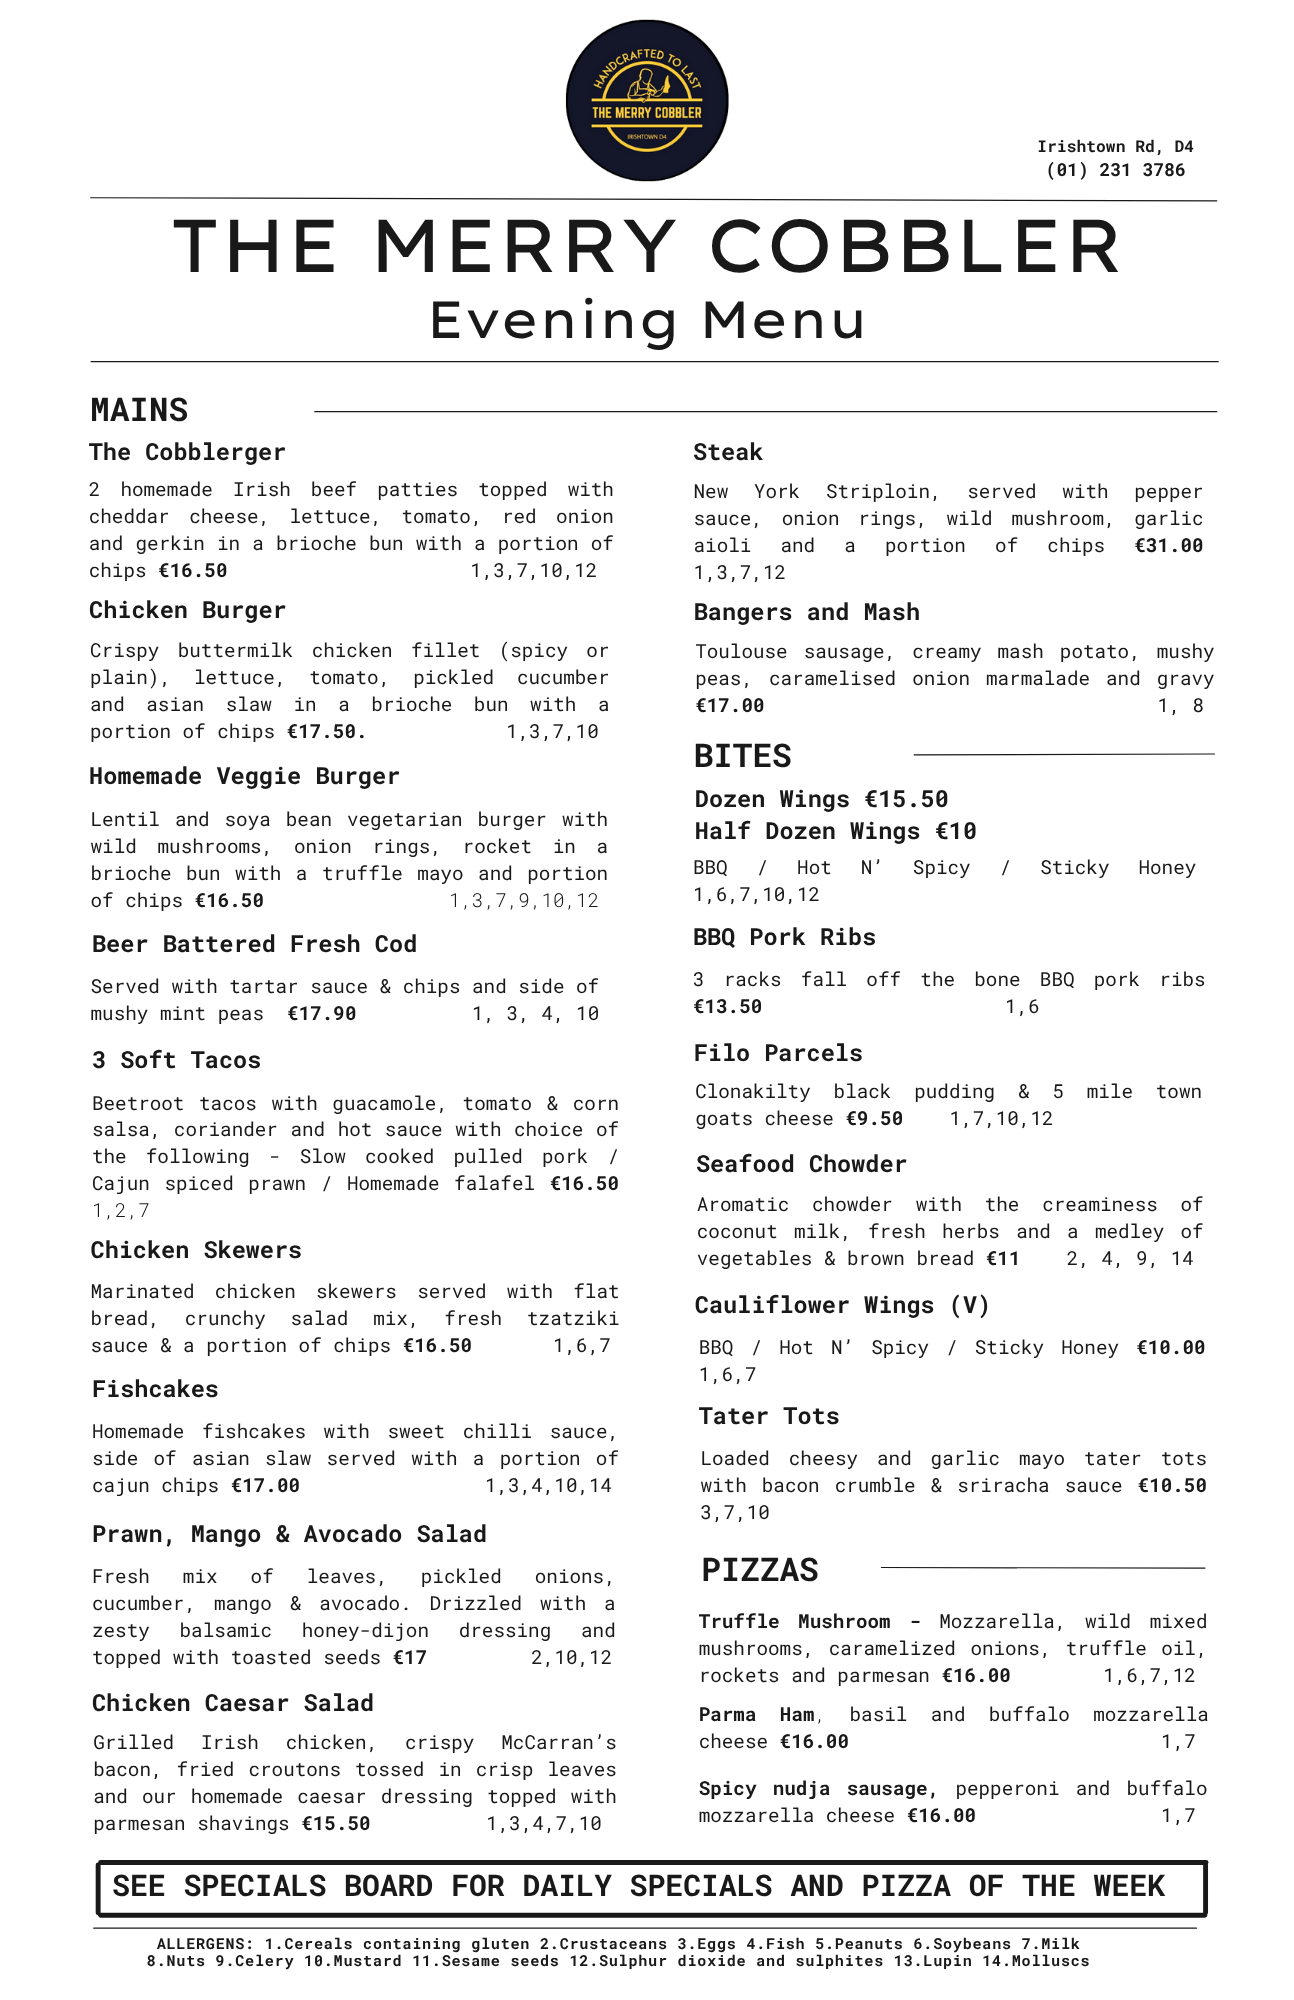 HANDCRAFTED TO LAST
THE MERRY COBBLER
IRISHTOWN D4
Irishtown Rd, D4
(01) 231 3786
THE MERRY COBBLER
Evening Menu
MAINS
The Cobblerger
2 homemade Irish beef patties topped with
cheddar cheese, lettuce, tomato, red onion
and gerkin in a brioche bun with a portion of
chips €16.50 1,3,7,10,12
Chicken Burger
Crispy buttermilk chicken fillet (spicy or
plain), lettuce, tomato, pickled cucumber
and asian slaw in a brioche bun with a
portion of chips €17.50. 1,3,7,10
Homemade Veggie Burger
Lentil and soya bean vegetarian burger with
wild mushrooms, onion rings, rocket in a
brioche bun with a truffle mayo and portion
of chips €16.50 1,3,7,9,10,12
Beer Battered Fresh Cod
Served with tartar sauce & chips and side of
mushy mint peas €17.90 1, 3, 4, 10
3 Soft Tacos
Beetroot tacos with guacamole, tomato & corn
salsa, coriander and hot sauce with choice of
the following - Slow cooked pulled pork /
Cajun spiced prawn / Homemade falafel €16.50
1,2,7
Chicken Skewers
Marinated chicken skewers served with flat
bread, crunchy salad mix, fresh tzatziki
sauce & a portion of chips €16.50 1,6,7
Fishcakes
Homemade fishcakes with sweet chilli sauce,
side of asian slaw served with a portion of
cajun chips €17.00 1,3,4,10,14
Prawn, Mango & Avocado Salad
Fresh mix of leaves, pickled onions,
cucumber, mango & avocado. Drizzled with a
zesty balsamic honey-dijon dressing and
topped with toasted seeds €17 2,10,12
Chicken Caesar Salad
Grilled Irish chicken, crispy McCarran's
bacon, fried croutons tossed in crisp leaves
and our homemade caesar dressing topped with
parmesan shavings €15.50 1,3,4,7,10
Steak
New York Striploin, served with pepper
sauce, onion rings, wild mushroom, garlic
aioli and a portion of chips €31.00
1,3,7,12
Bangers and Mash
Toulouse sausage, creamy mash potato, mushy
peas, caramelised onion marmalade and gravy
€17.00 1, 8
BITES
Dozen Wings €15.50
Half Dozen Wings €10
BBQ / Hot N' Spicy / Sticky Honey
1,6,7,10,12
BBQ Pork Ribs
3 racks fall off the bone BBQ pork ribs
€13.50 1,6
Filo Parcels
Clonakilty black pudding & 5 mile town
goats cheese €9.50 1,7,10,12
Seafood Chowder
Aromatic chowder with the creaminess of
coconut milk, fresh herbs and a medley of
vegetables & brown bread €11 2, 4, 9, 14
Cauliflower Wings (V)
BBQ / Hot N' Spicy / Sticky Honey €10.00
1,6,7
Tater Tots
Loaded cheesy and garlic mayo tater tots
with bacon crumble & sriracha sauce €10.50
3,7,10
PIZZAS
Truffle Mushroom - Mozzarella, wild mixed
mushrooms, caramelized onions, truffle oil,
rockets and parmesan €16.00 1,6,7,12
Parma Ham, basil and buffalo mozzarella
cheese €16.00 1,7
Spicy nudja sausage, pepperoni and buffalo
mozzarella cheese €16.00 1,7
SEE SPECIALS BOARD FOR DAILY SPECIALS AND PIZZA OF THE WEEK
ALLERGENS: 1.Cereals containing gluten 2.Crustaceans 3.Eggs 4.Fish 5.Peanuts 6.Soybeans 7.Milk
8.Nuts 9.Celery 10.Mustard 11.Sesame seeds 12.Sulphur dioxide and sulphites 13.Lupin 14.Molluscs